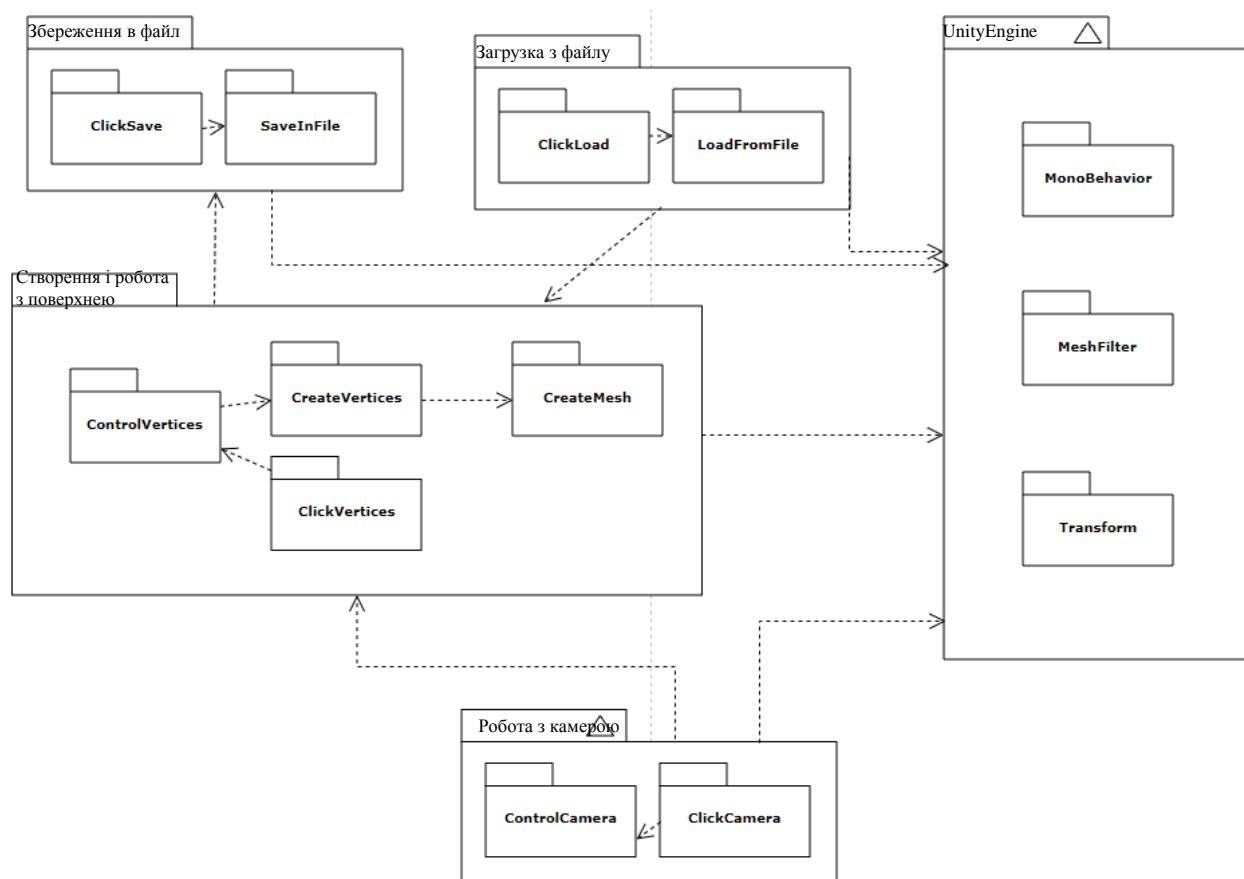 Збереження в файл
ClickSave
SaveInFile
Загрузка з файлу
ClickLoad
LoadFromFile
UnityEngine
MonoBehavior
MeshFilter
Transform
Створення і робота
з поверхнею
ControlVertices
CreateVertices
CreateMesh
ClickVertices
Робота з камерою
ControlCamera
ClickCamera